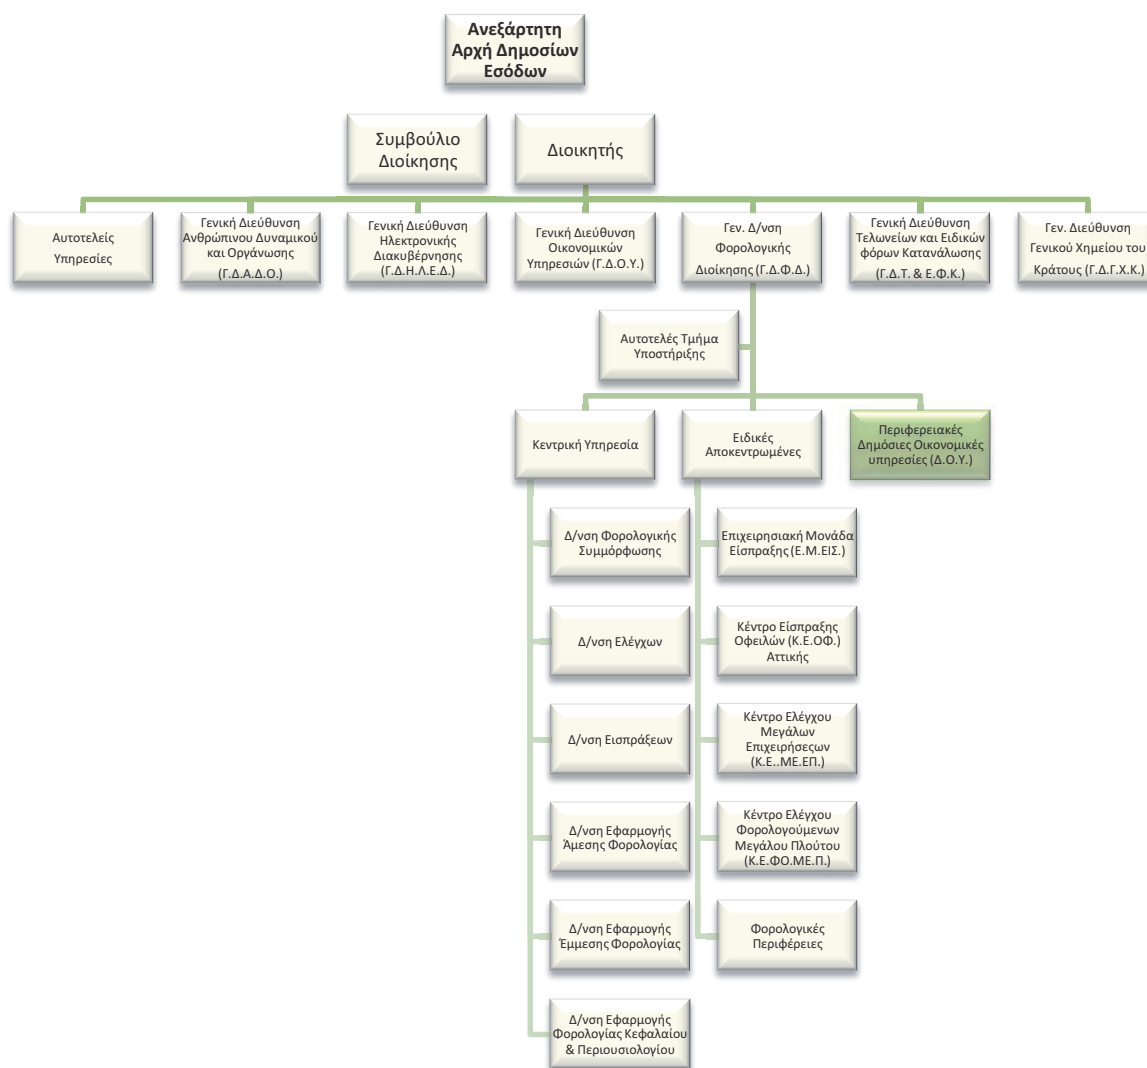 Ανεξάρτητη
Αρχή Δημοσίων
Εσόδων
Συμβούλιο
Διοίκησης
Διοικητής
Αυτοτελείς
Υπηρεσίες
Γενική Διεύθυνση
Ανθρώπινου Δυναμικού
και Οργάνωσης
(Γ.Δ.Α.Δ.Ο.)
Γενική Διεύθυνση
Ηλεκτρονικής
Διακυβέρνησης
(Γ.Δ.Η.Λ.Ε.Δ.)
Γενική Διεύθυνση
Οικονομικών
Υπηρεσιών (Γ.Δ.Ο.Υ.)
Γεν. Δ/νση
Φορολογικής
Διοίκησης (Γ.Δ.Φ.Δ.)
Γενική Διεύθυνση
Τελωνείων και Ειδικών
φόρων Κατανάλωσης
(Γ.Δ.Τ. & Ε.Φ.Κ.)
Γεν. Διεύθυνση
Γενικού Χημείου του
Κράτους (Γ.Δ.Γ.Χ.Κ.)
Αυτοτελές Τμήμα
Υποστήριξης
Κεντρική Υπηρεσία
Ειδικές
Αποκεντρωμένες
Περιφερειακές
Δημόσιες Οικονομικές
υπηρεσίες (Δ.Ο.Υ.)
Δ/νση Φορολογικής
Συμμόρφωσης
Δ/νση Ελέγχων
Δ/νση Εισπράξεων
Δ/νση Εφαρμογής
Άμεσης Φορολογίας
Δ/νση Εφαρμογής
Έμμεσης Φορολογίας
Δ/νση Εφαρμογής
Φορολογίας Κεφαλαίου
& Περιουσιολογίου
Επιχειρησιακή Μονάδα
Είσπραξης (Ε.Μ.ΕΙΣ.)
Κέντρο Είσπραξης
Οφειλών (Κ.Ε.ΟΦ.)
Αττικής
Κέντρο Ελέγχου
Μεγάλων
Επιχειρήσεςων
(Κ.Ε..ΜΕ.ΕΠ.)
Κέντρο Ελέγχου
Φορολογούμενων
Μεγάλου Πλούτου
(Κ.Ε.ΦΟ.ΜΕ.Π.)
Φορολογικές
Περιφέρειες